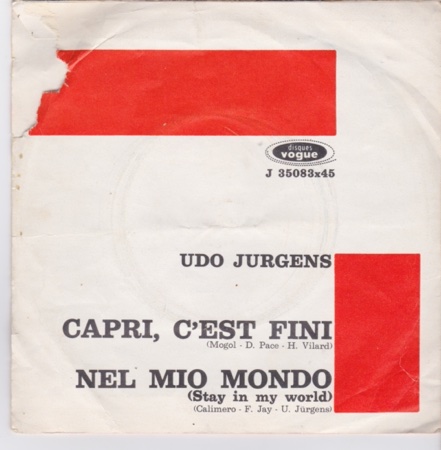 disques
vogue
J 35083x45
UDO JURGENS
CAPRI, C'EST FINI
(Mogol - D. Pace - H. Vilard)
NEL MIO MONDO
(Stay in my world)
(Calimero - F. Jay - U. Jürgens)